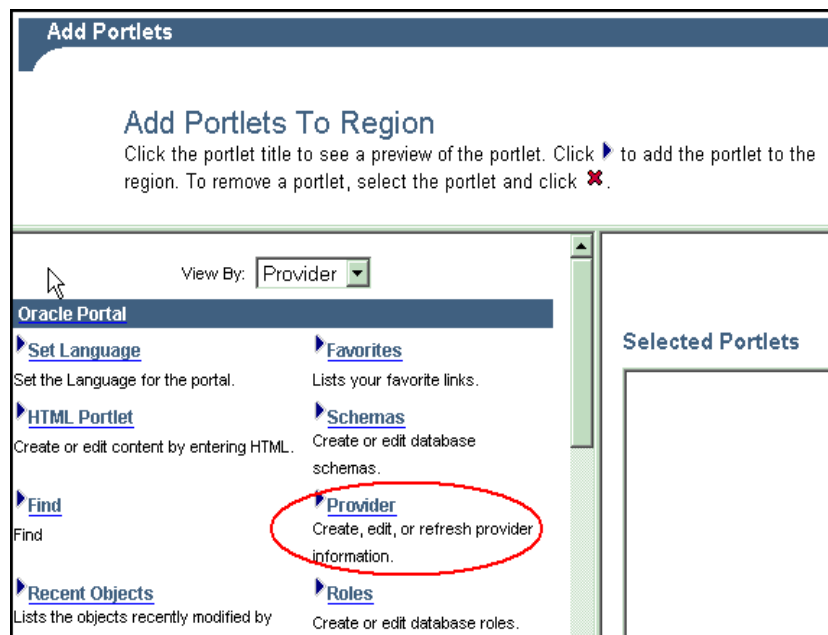 Add Portlets
Add Portlets To Region
Click the portlet title to see a preview of the portlet. Click to add the portlet to the
region. To remove a portlet, select the portlet and click .
View By: Provider
Oracle Portal
Set Language
Set the Language for the portal.
Favorites
Lists your favorite links.
HTML Portlet
Create or edit content by entering HTML.
Schemas
Create or edit database
schemas.
Find
Find
Provider
Create, edit, or refresh provider
information.
Recent Objects
Lists the objects recently modified by
Roles
Create or edit database roles.
Selected Portlets